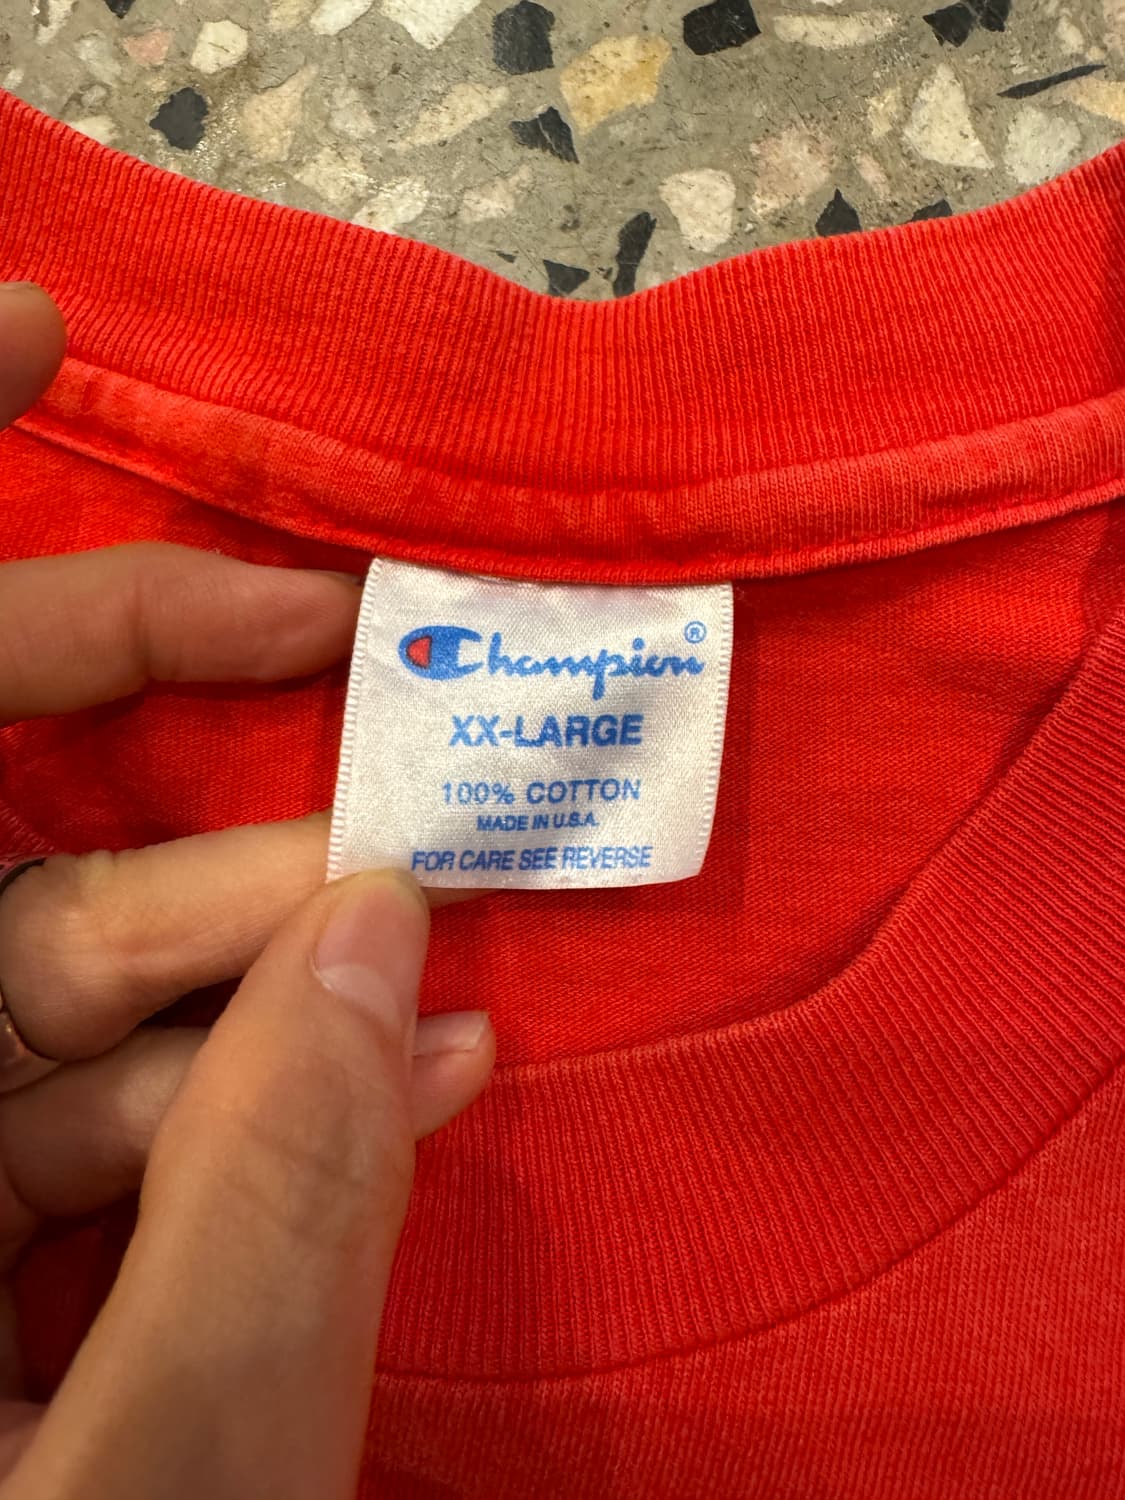 Champion®
XX-LARGE
100% COTTON
MADE IN U.S.A.
FOR CARE SEE REVERSE